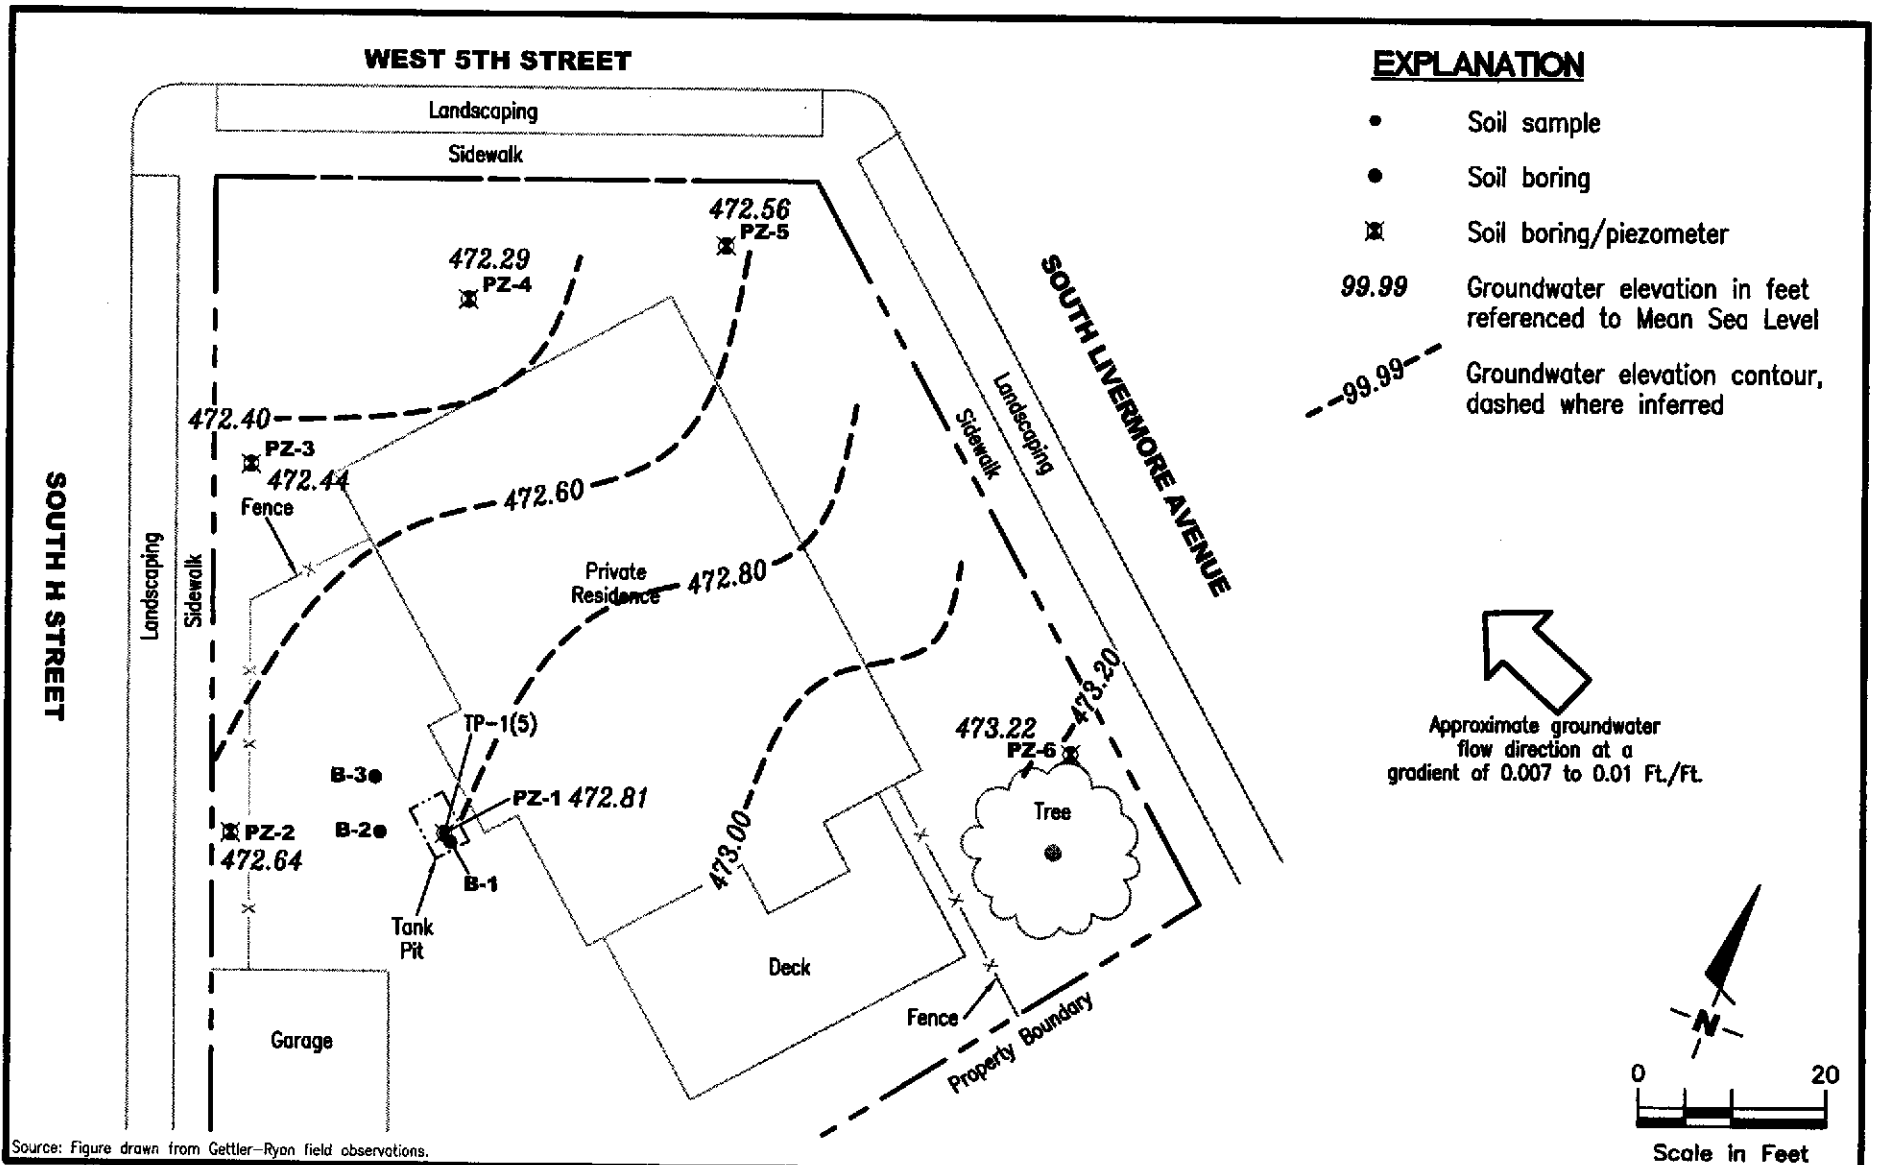 WEST 5TH STREET
EXPLANATION
Landscaping
Soil sample
Sidewalk
Soil boring
472.56
PZ-5
Soil boring/piezometer
472.29
PZ-4
99.99
Groundwater elevation in feet
referenced to Mean Sea Level
99.99
Groundwater elevation contour,
dashed where inferred
SOUTH LIVERMORE AVENUE
Landscaping
Sidewalk
472.40
PZ-3
472.44
Fence
472.60
SOUTH H STREET
Landscaping
Sidewalk
Private
Residence
472.80
473.20
TP-1(5)
473.22
PZ-6
Approximate groundwater
flow direction at a
gradient of 0.007 to 0.01 Ft./Ft.
B-3
PZ-1 472.81
Tree
B-2
PZ-2
472.64
473.00
B-1
Tank
Pit
Deck
Fence
Property Boundary
Garage
N
0 20
Scale in Feet
Source: Figure drawn from Gettler-Ryan field observations.